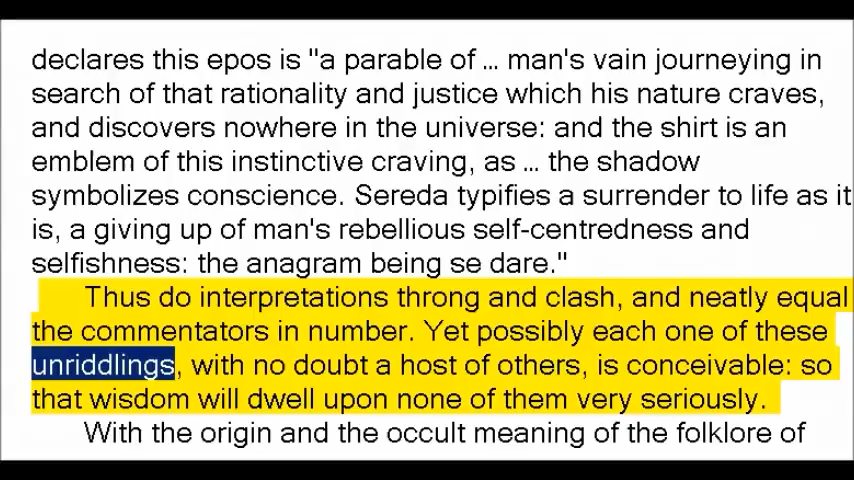 declares this epos is "a parable of ... man's vain journeying in
search of that rationality and justice which his nature craves,
and discovers nowhere in the universe: and the shirt is an
emblem of this instinctive craving, as ... the shadow
symbolizes conscience. Sereda typifies a surrender to life as it
is, a giving up of man's rebellious self-centredness and
selfishness: the anagram being se dare."
Thus do interpretations throng and clash, and neatly equal
the commentators in number. Yet possibly each one of these
unriddlings, with no doubt a host of others, is conceivable: so
that wisdom will dwell upon none of them very seriously.
With the origin and the occult meaning of the folklore of